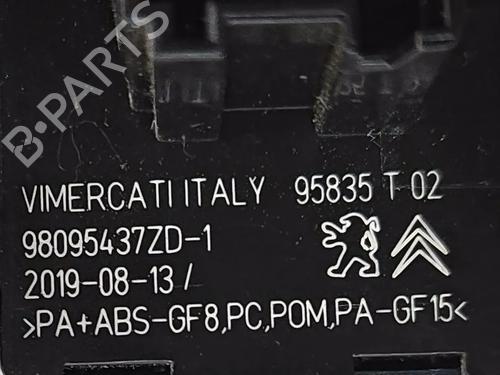 B-PARTS
VIMERCATI ITALY 95835 T 02
98095437ZD-1
2019-08-13 /
>PA+ABS-GF8,PC,POM,PA-GF15<